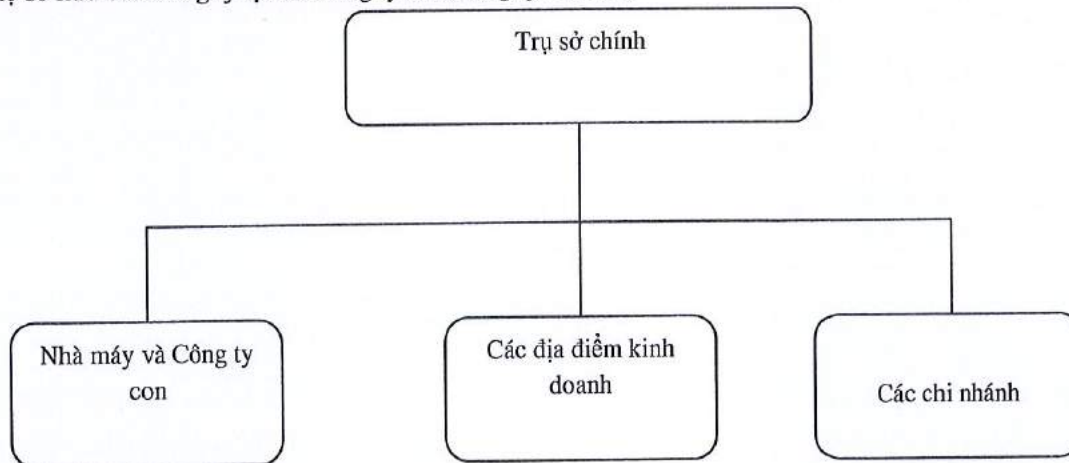 Trụ sở chính
Nhà máy và Công ty
con
Các địa điểm kinh
doanh
Các chi nhánh